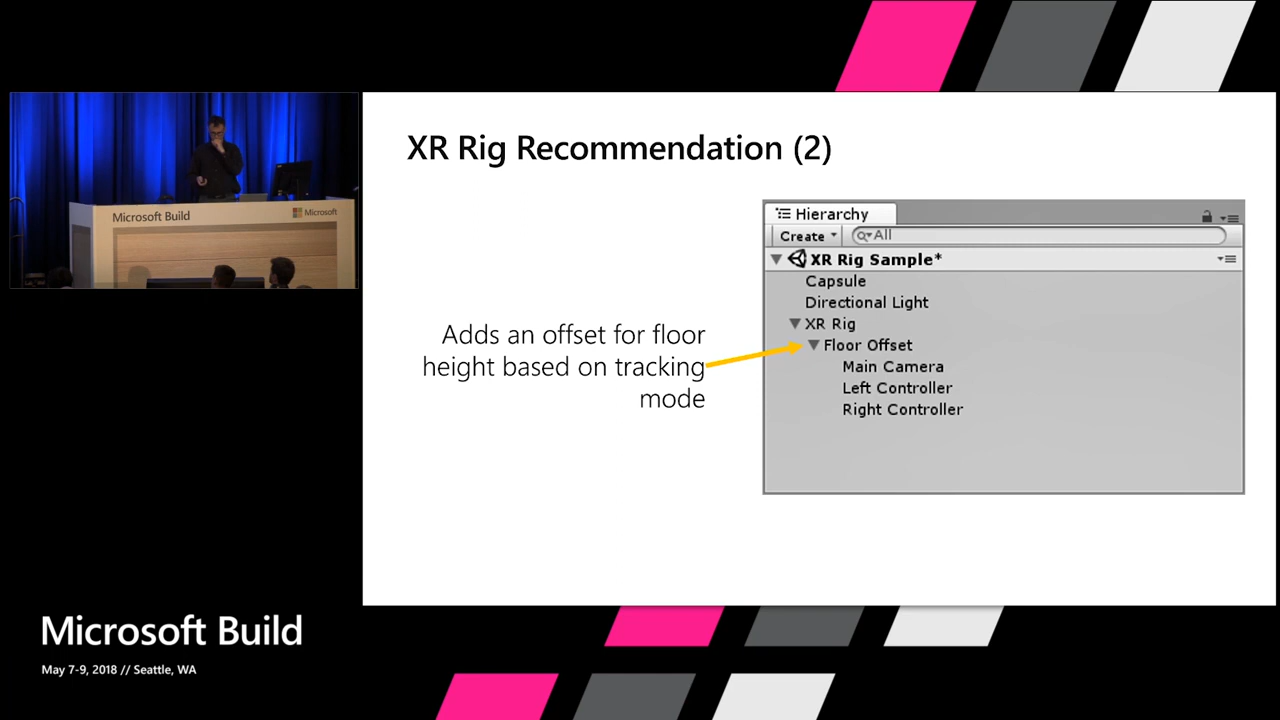 XR Rig Recommendation (2)
Microsoft Build
Microsoft
Hierarchy
Create
All
XR Rig Sample*
Capsule
Directional Light
XR Rig
Floor Offset
Main Camera
Left Controller
Right Controller
Adds an offset for floor
height based on tracking
mode
Microsoft Build
May 7-9, 2018 // Seattle, WA